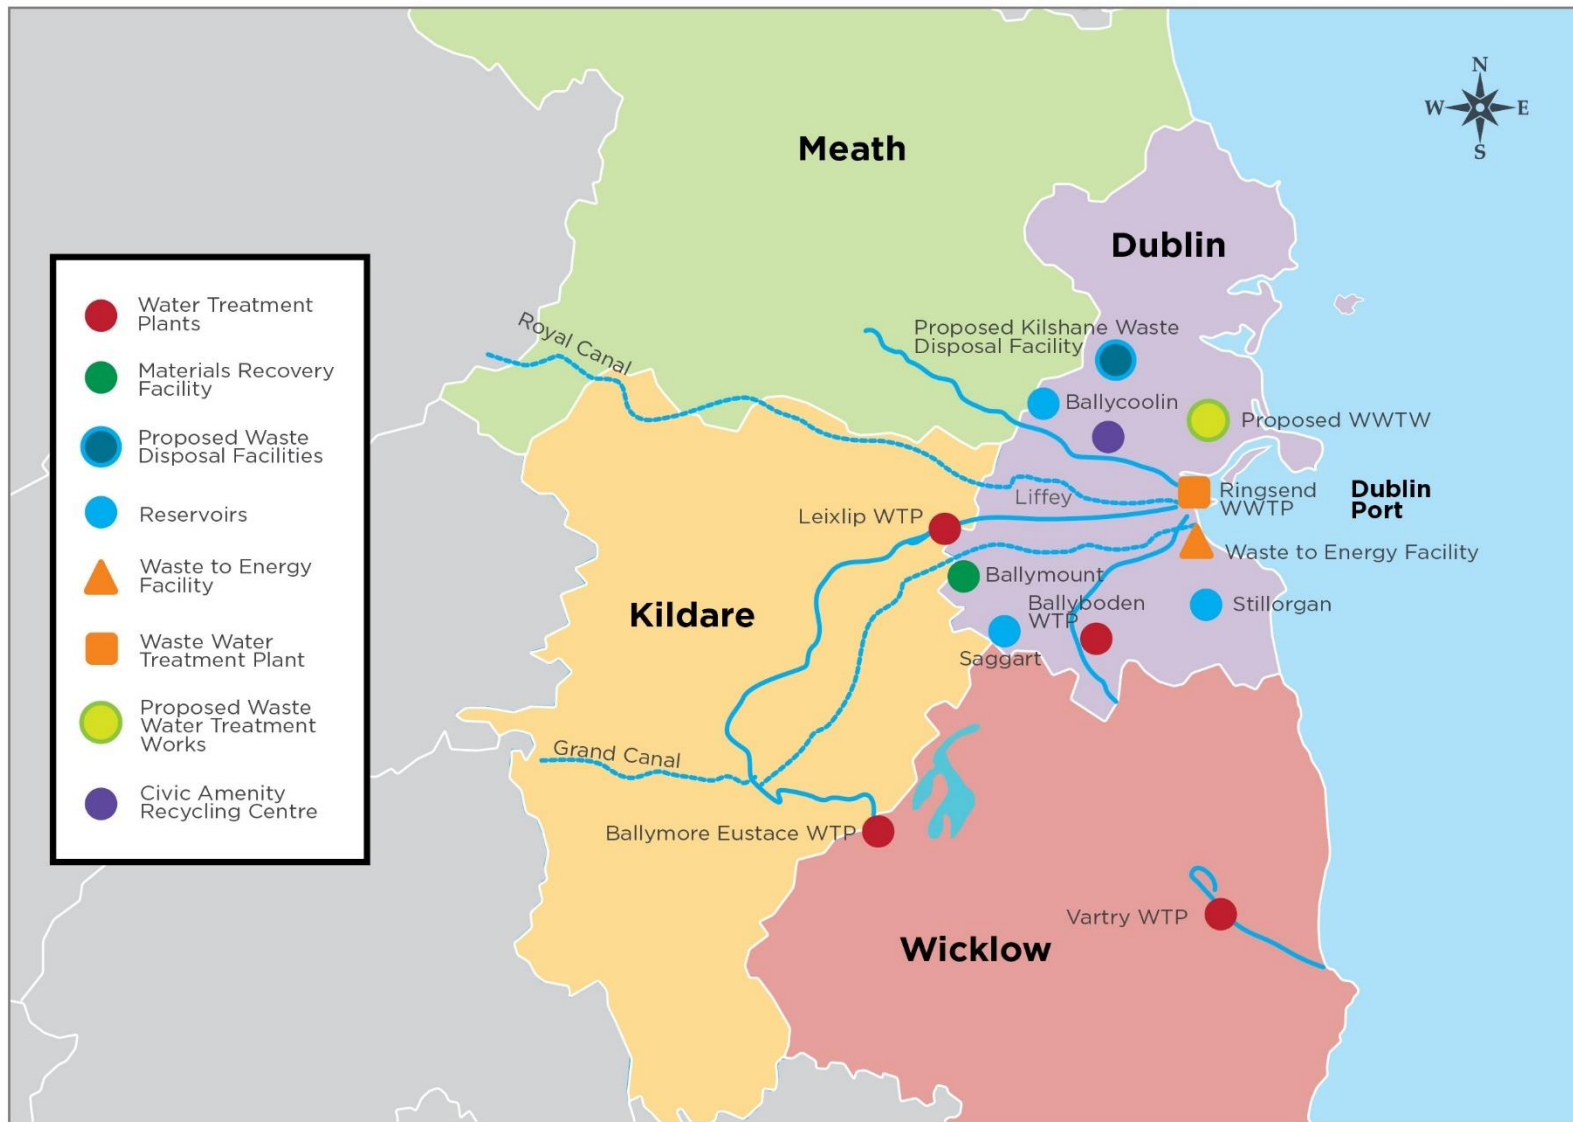 N
W
E
S
Meath
Dublin
Water Treatment
Plants
Materials Recovery
Facility
Proposed Waste
Disposal Facilities
Reservoirs
Waste to Energy
Facility
Waste Water
Treatment Plant
Proposed Waste
Water Treatment
Works
Civic Amenity
Recycling Centre
Royal Canal
Proposed Kilshane Waste
Disposal Facility
Ballycoolin
Proposed WWTW
Liffey
Ringsend
WWTP
Dublin
Port
Leixlip WTP
Waste to Energy Facility
Ballymount
Kildare
Ballyboden
WTP
Stillorgan
Saggart
Grand Canal
Ballymore Eustace WTP
Vartry WTP
Wicklow